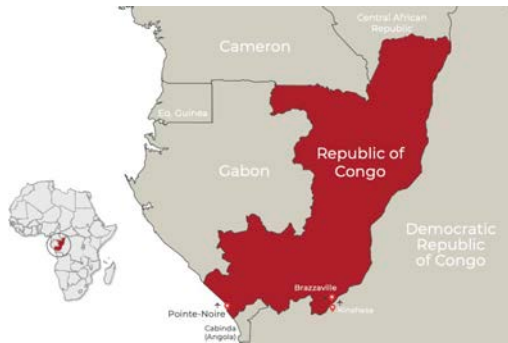 Central African
Republic
Cameron
Eq. Guinea
Republic of
Congo
Gabon
Democratic
Republic
of Congo
Brazzaville
Kinshasa
Pointe-Noire
Cabinda
(Angola)